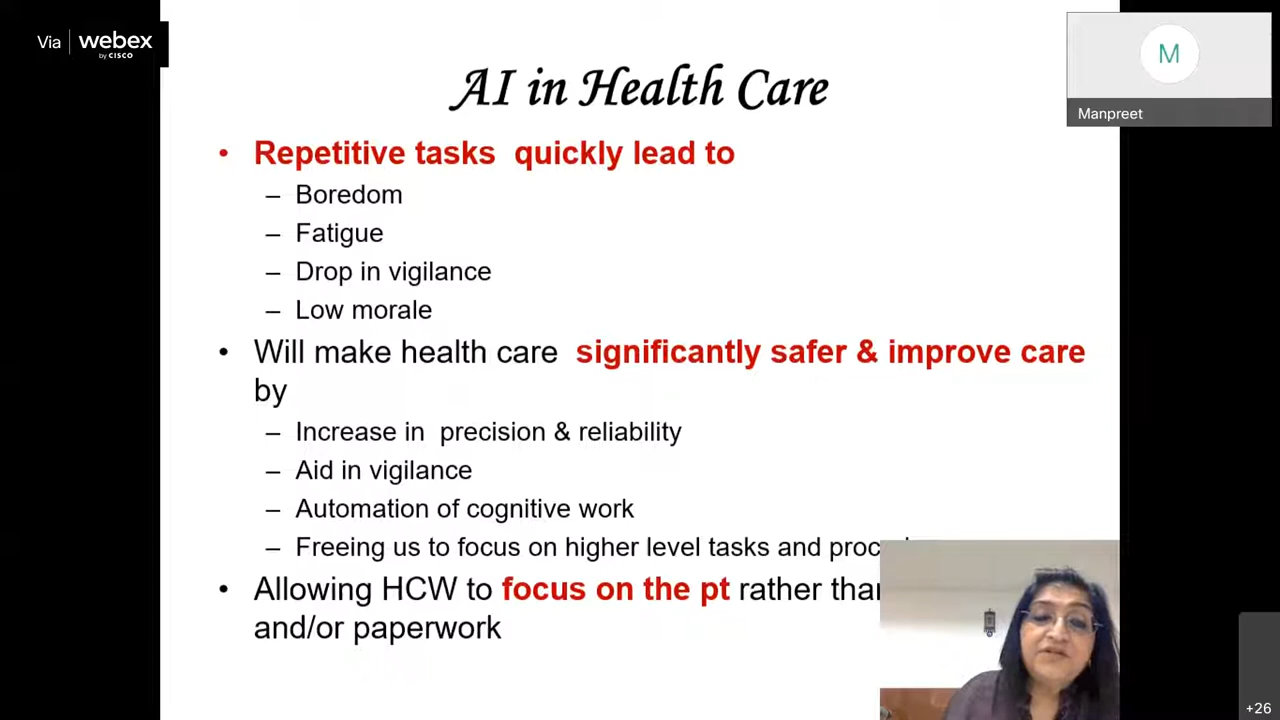 Via webex
by CISCO
M
Manpreet
AI in Health Care
• Repetitive tasks quickly lead to
– Boredom
– Fatigue
– Drop in vigilance
– Low morale
• Will make health care significantly safer & improve care
by
– Increase in precision & reliability
– Aid in vigilance
– Automation of cognitive work
– Freeing us to focus on higher level tasks and
• Allowing HCW to focus on the pt rather than
and/or paperwork
+26